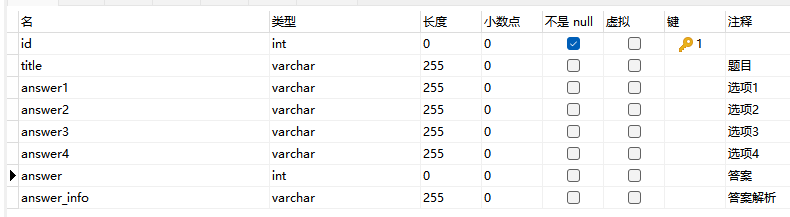 名 类型 长度 小数点 不是 null 虚拟 键 注释
id int 0 0 1
title varchar 255 0 题目
answer1 varchar 255 0 选项1
answer2 varchar 255 0 选项2
answer3 varchar 255 0 选项3
answer4 varchar 255 0 选项4
answer int 0 0 答案
answer_info varchar 255 0 答案解析